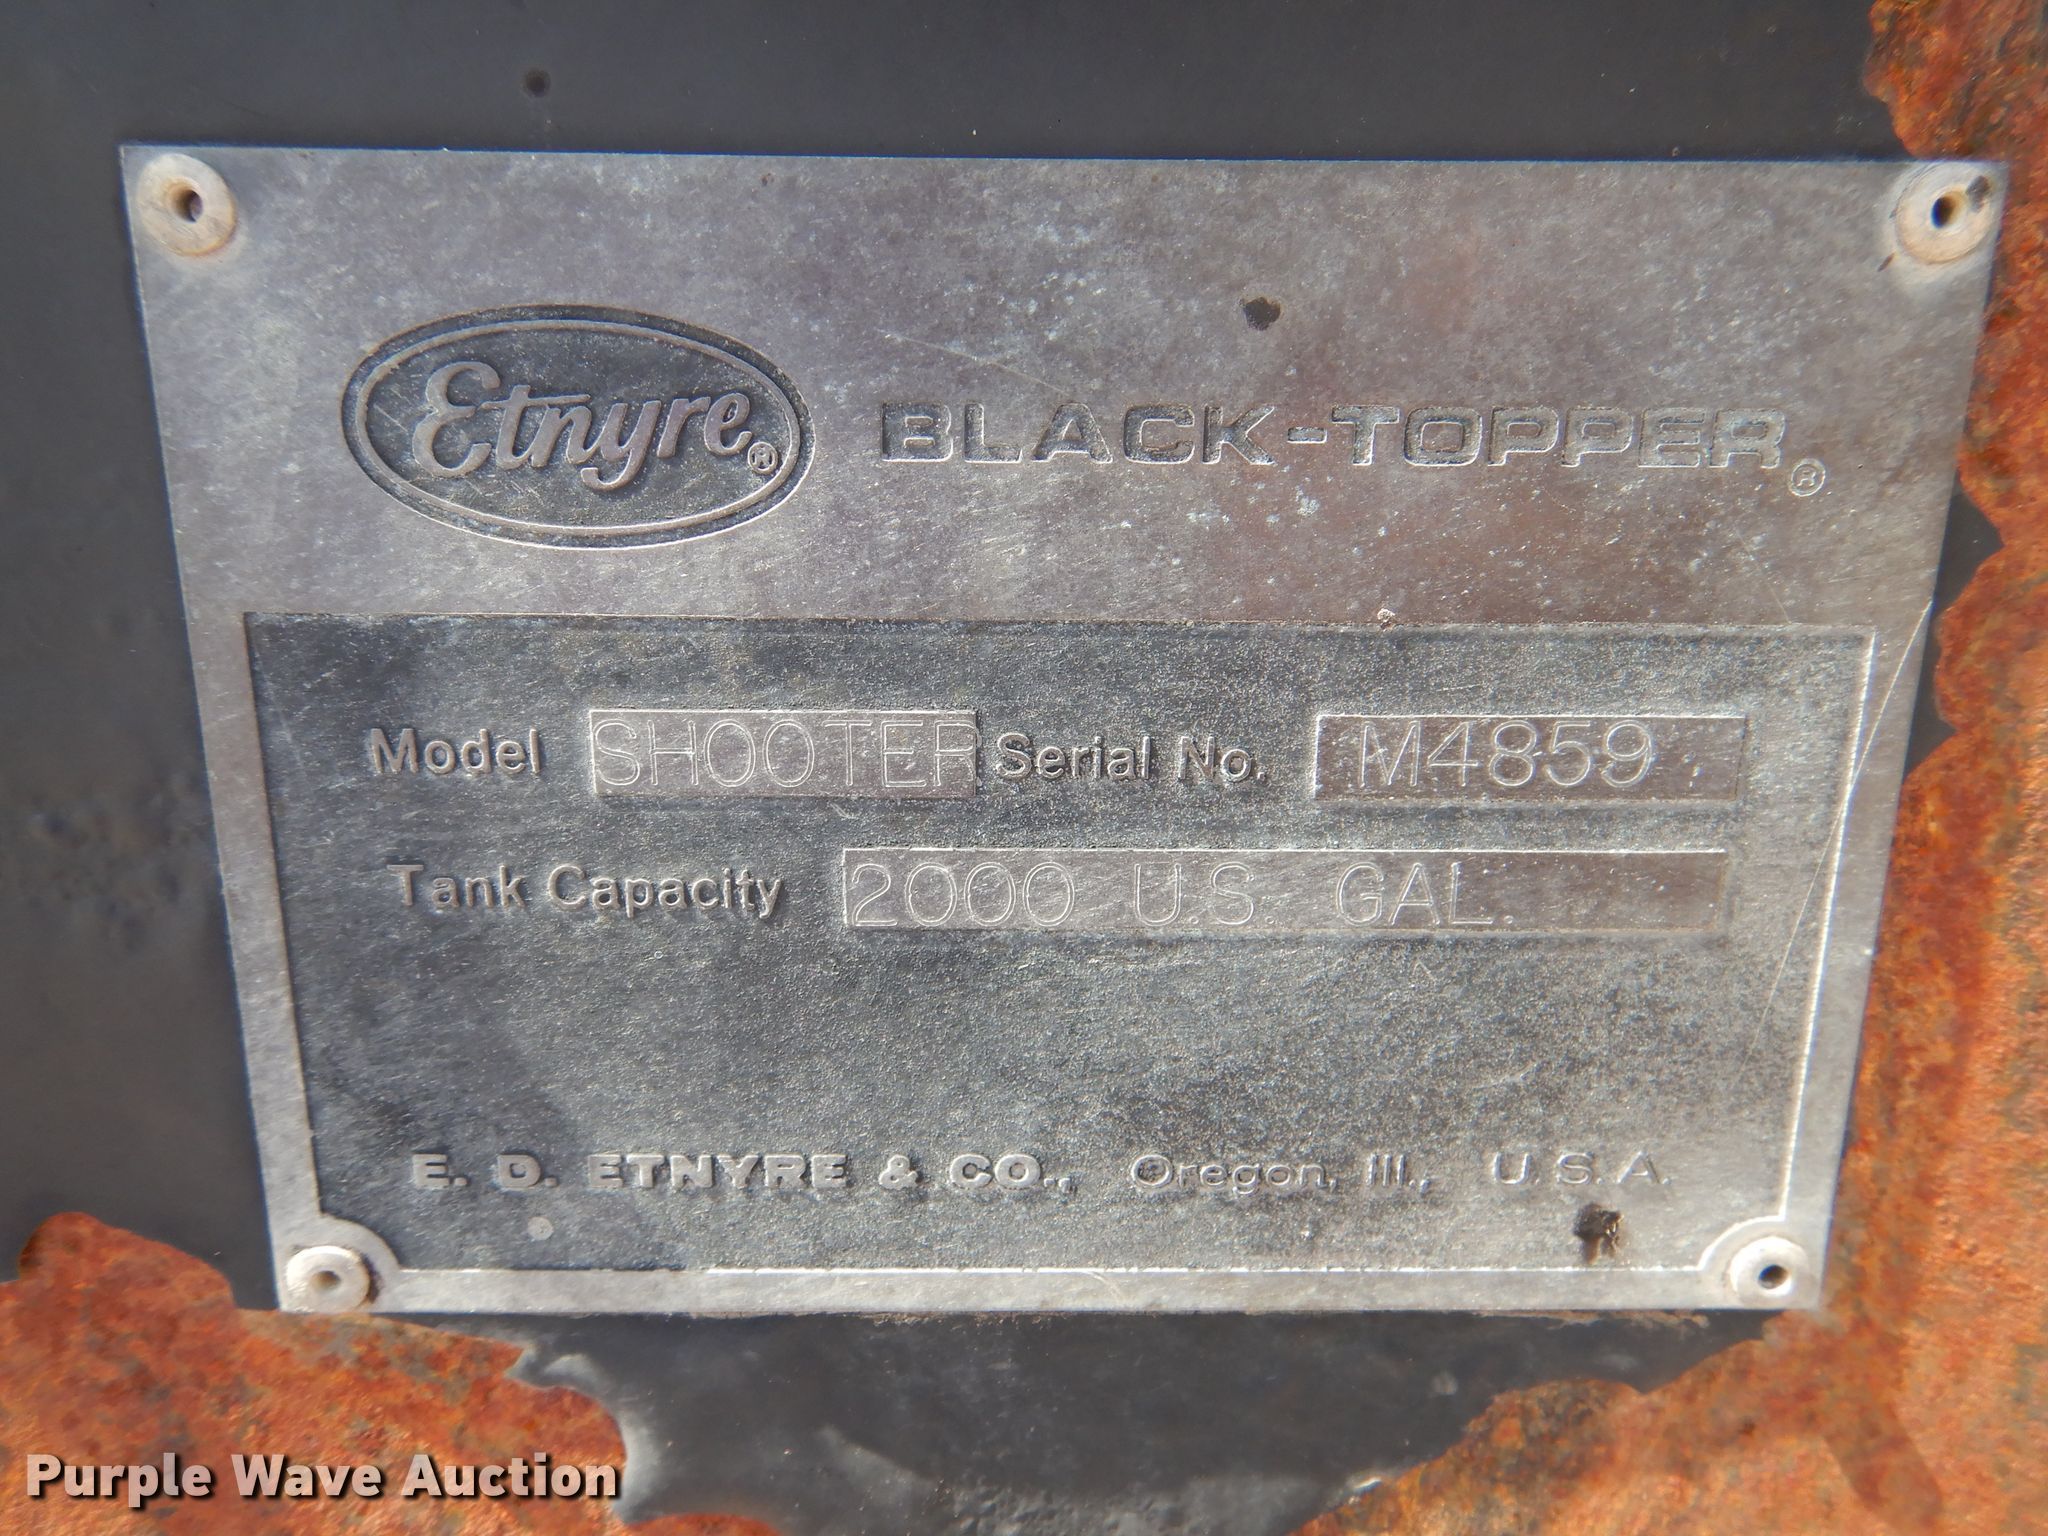 Etnyre® BLACK-TOPPER®
Model SHOOTER Serial No. M4859
Tank Capacity 2000 U.S. GAL.
E. D. ETNYRE & CO., Oregon, Ill., U.S.A.
Purple Wave Auction